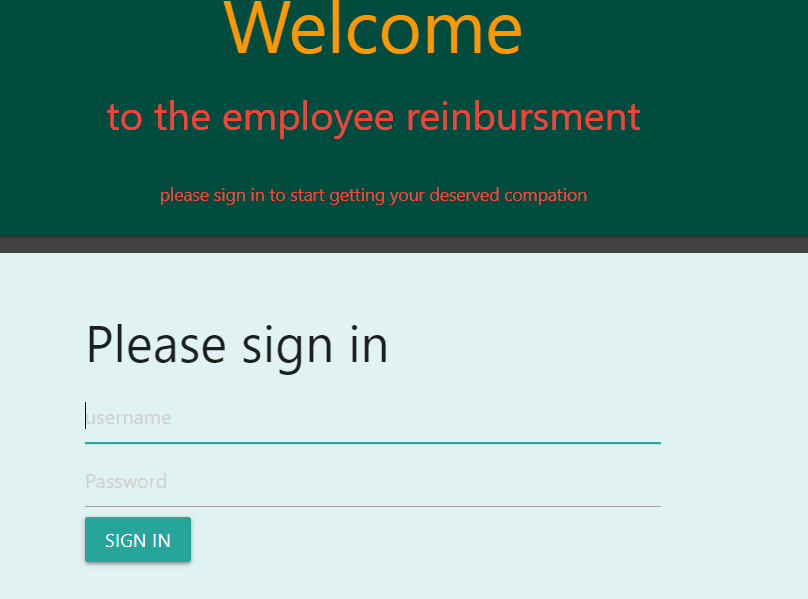 Welcome
to the employee reinbursment
please sign in to start getting your deserved compation
Please sign in
username
Password
SIGN IN